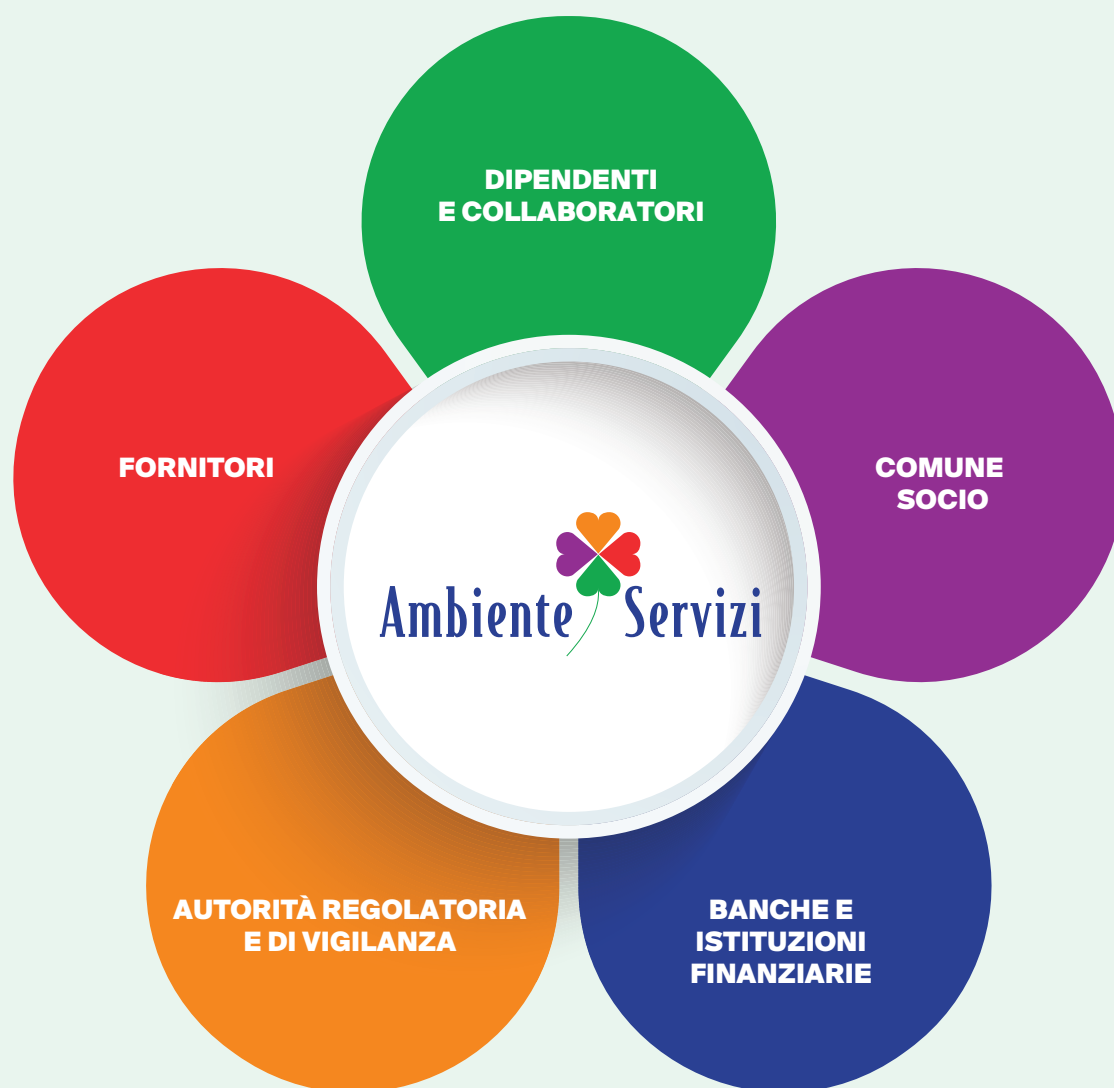 DIPENDENTI
E COLLABORATORI
FORNITORI
COMUNE
SOCIO
Ambiente Servizi
AUTORITÀ REGOLATORIA
E DI VIGILANZA
BANCHE E
ISTITUZIONI
FINANZIARIE